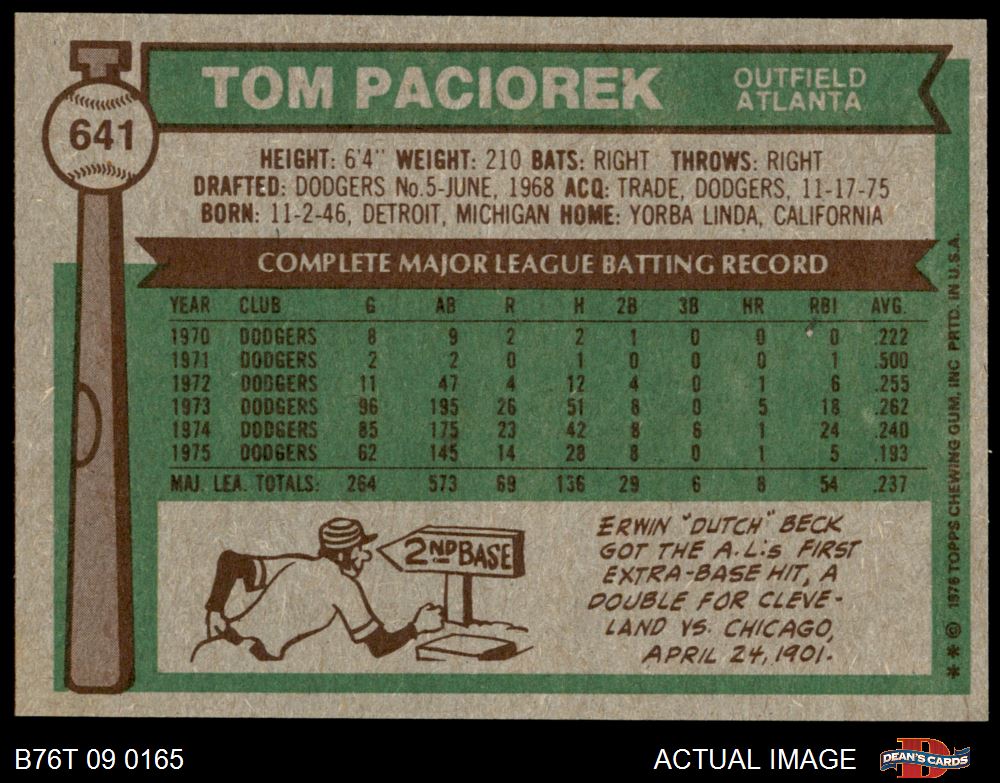 641
TOM PACIOREK
OUTFIELD
ATLANTA
HEIGHT: 6'4" WEIGHT: 210 BATS: RIGHT THROWS: RIGHT
DRAFTED: DODGERS No.5-JUNE, 1968 ACQ: TRADE, DODGERS, 11-17-75
BORN: 11-2-46, DETROIT, MICHIGAN HOME: YORBA LINDA, CALIFORNIA
COMPLETE MAJOR LEAGUE BATTING RECORD
YEAR CLUB G AB R H 2B 3B HR RBI AVG.
1970 DODGERS 8 9 2 2 1 0 0 0 .222
1971 DODGERS 2 2 0 1 0 0 0 1 .500
1972 DODGERS 11 47 4 12 4 0 1 6 .255
1973 DODGERS 96 195 26 51 8 0 5 18 .262
1974 DODGERS 85 175 23 42 8 6 1 24 .240
1975 DODGERS 62 145 14 28 8 0 1 5 .193
MAJ. LEA. TOTALS: 264 573 69 136 29 6 8 54 .237
2ND BASE
ERWIN "DUTCH" BECK
GOT THE A.L.'s FIRST
EXTRA-BASE HIT, A
DOUBLE FOR CLEVE-
LAND VS. CHICAGO,
APRIL 24, 1901.
* * © 1976 TOPPS CHEWING GUM, INC PRTD. IN U.S.A.
B76T 09 0165
ACTUAL IMAGE
D
DEAN'S CARDS